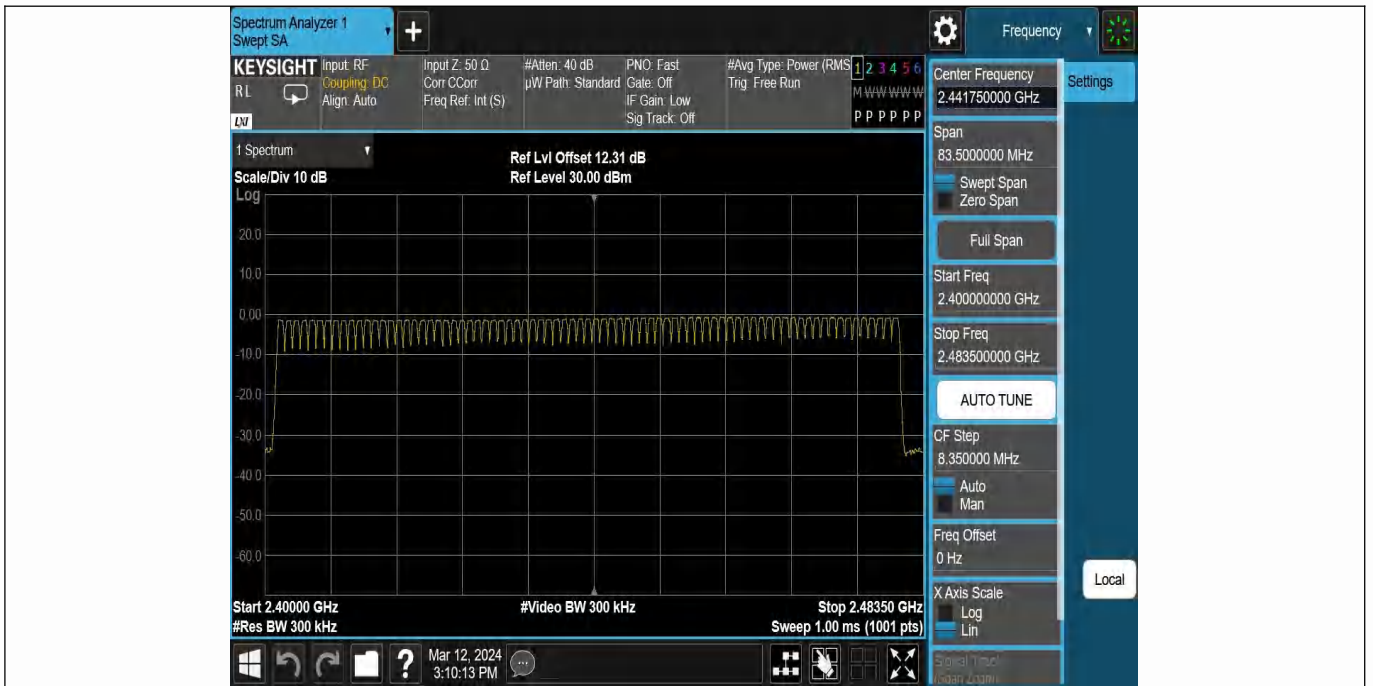 Spectrum Analyzer 1
Swept SA
+
Frequency
KEYSIGHT
RL
LXI
Input: RF
Coupling: DC
Align: Auto
Input Z: 50 Ω
Corr CCorr
Freq Ref: Int (S)
#Atten: 40 dB
µW Path: Standard
PNO: Fast
Gate: Off
IF Gain: Low
Sig Track: Off
#Avg Type: Power (RMS
Trig: Free Run
1 2 3 4 5 6
M W W W W W
P P P P P P
1 Spectrum
Scale/Div 10 dB
Ref Lvl Offset 12.31 dB
Ref Level 30.00 dBm
Log
20.0
10.0
0.00
-10.0
-20.0
-30.0
-40.0
-50.0
-60.0
Start 2.40000 GHz
#Res BW 300 kHz
#Video BW 300 kHz
Stop 2.48350 GHz
Sweep 1.00 ms (1001 pts)
Center Frequency
2.441750000 GHz
Settings
Span
83.5000000 MHz
Swept Span
Zero Span
Full Span
Start Freq
2.400000000 GHz
Stop Freq
2.483500000 GHz
AUTO TUNE
CF Step
8.350000 MHz
Auto
Man
Freq Offset
0 Hz
X Axis Scale
Log
Lin
Signal Track
(Span Zoom)
Local
?
Mar 12, 2024
3:10:13 PM